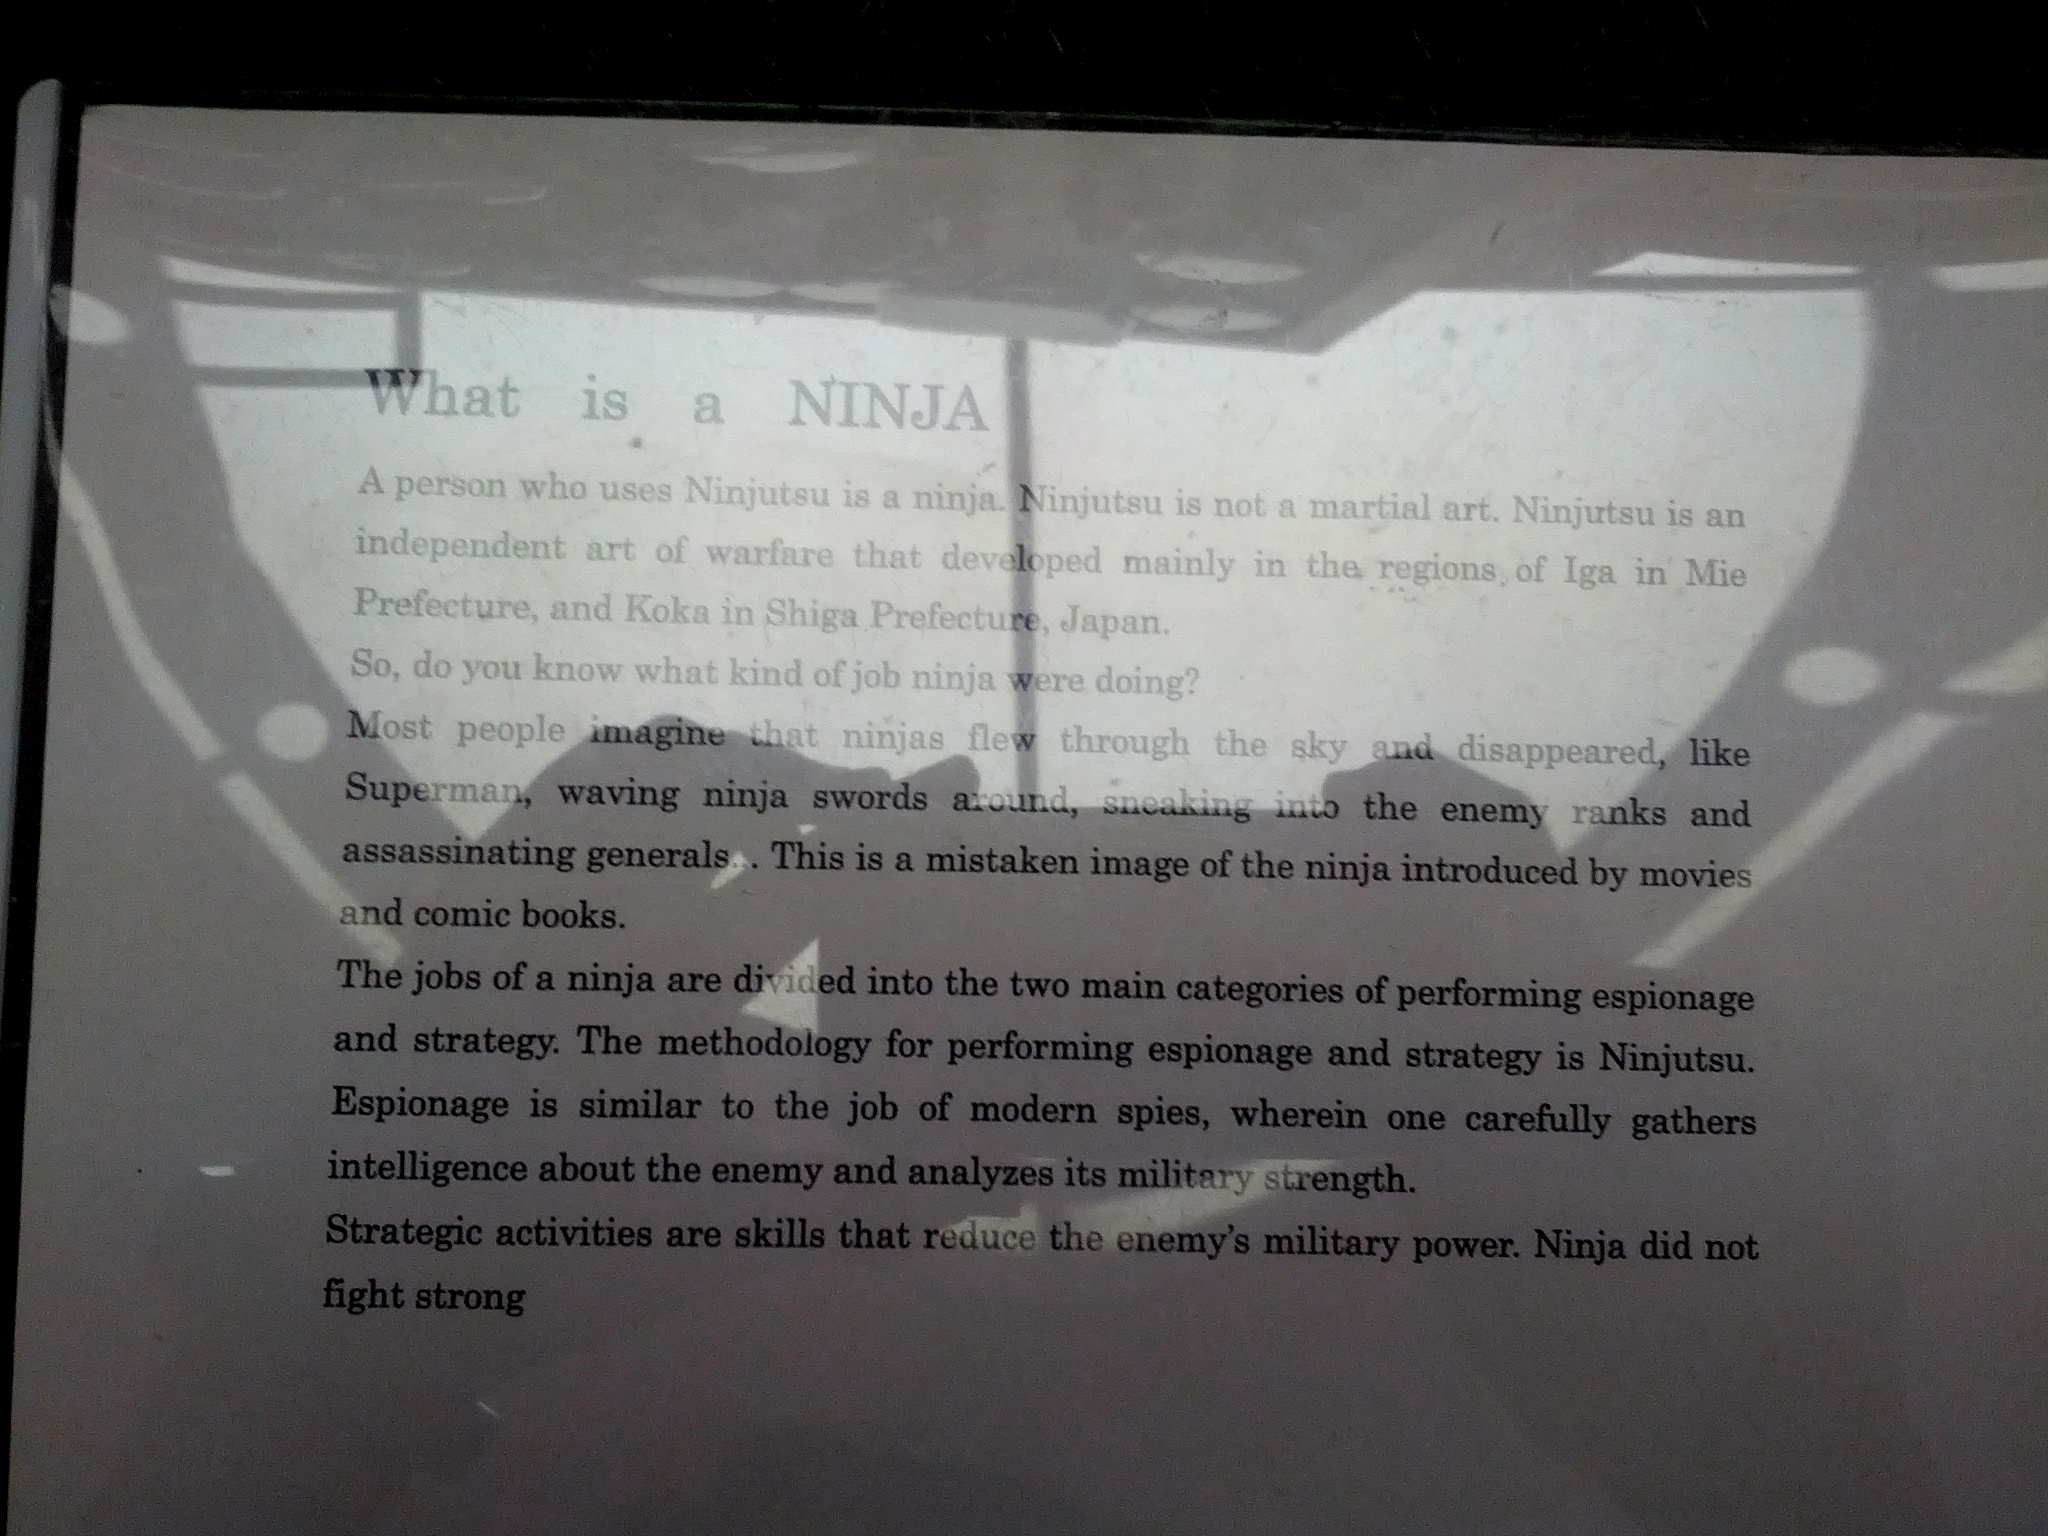 What is a NINJA
A person who uses Ninjutsu is a ninja. Ninjutsu is not a martial art. Ninjutsu is an
independent art of warfare that developed mainly in the regions of Iga in Mie
Prefecture, and Koka in Shiga Prefecture, Japan.
So, do you know what kind of job ninja were doing?
Most people imagine that ninjas flew through the sky and disappeared, like
Superman, waving ninja swords around, sneaking into the enemy ranks and
assassinating generals... This is a mistaken image of the ninja introduced by movies
and comic books.
The jobs of a ninja are divided into the two main categories of performing espionage
and strategy. The methodology for performing espionage and strategy is Ninjutsu.
Espionage is similar to the job of modern spies, wherein one carefully gathers
intelligence about the enemy and analyzes its military strength.
Strategic activities are skills that reduce the enemy's military power. Ninja did not
fight strong